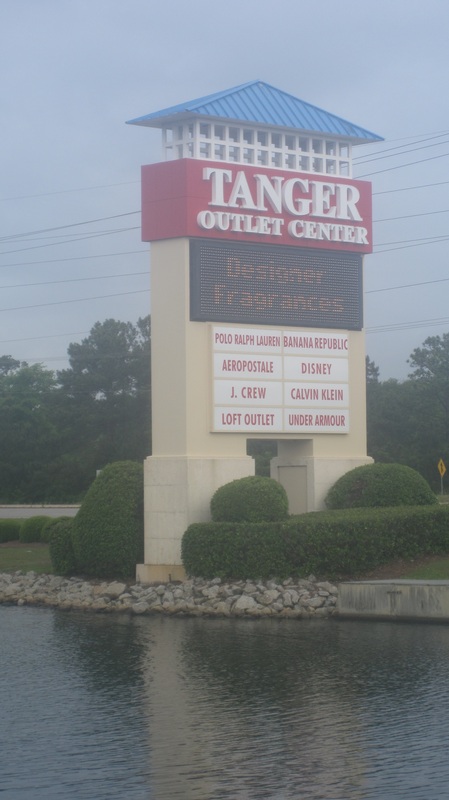 TANGER
OUTLET CENTER
Designer
Fragrances
POLO RALPH LAUREN BANANA REPUBLIC
AEROPOSTALE DISNEY
J. CREW CALVIN KLEIN
LOFT OUTLET UNDER ARMOUR